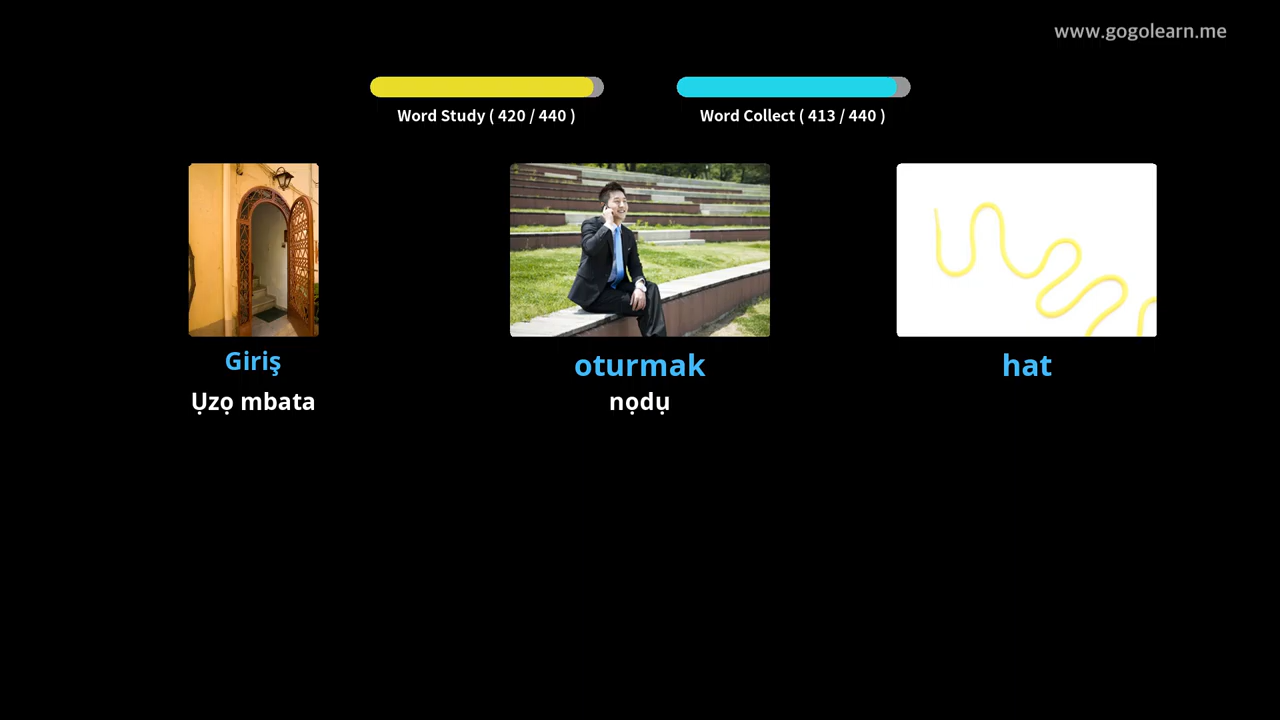 www.gogolearn.me
Word Study ( 420 / 440 )
Word Collect ( 413 / 440 )
Giriş
Ụzọ mbata
oturmak
nọdụ
hat